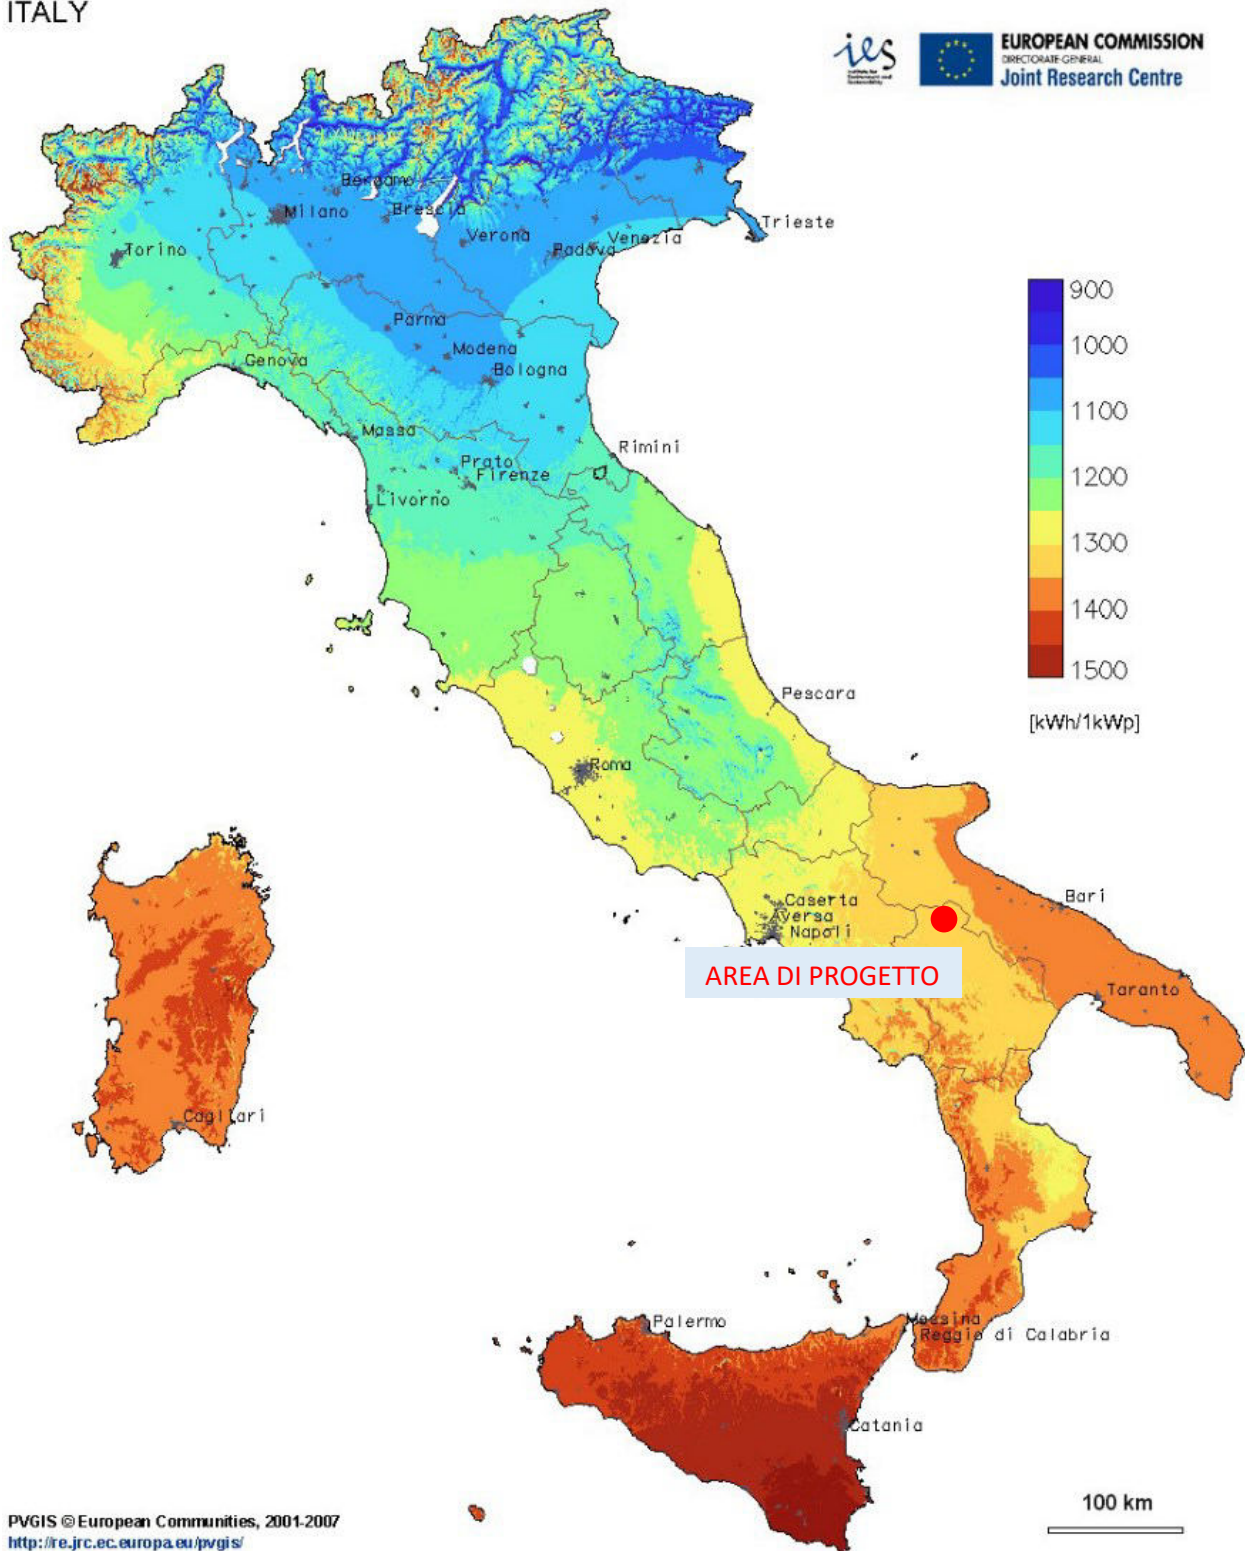 ITALY
ies
EUROPEAN COMMISSION
DIRECTORATE-GENERAL
Joint Research Centre
Bergamo
Milano
Brescia
Trieste
Verona
Venezia
Padova
Torino
900
1000
1100
1200
1300
1400
1500
[kWh/1kWp]
Parma
Modena
Genova
Bologna
Massa
Rimini
Prato
Firenze
Livorno
Pescara
Roma
Caserta
Aversa
Napoli
Bari
AREA DI PROGETTO
Taranto
Cagliari
Palermo
Messina
Reggio di Calabria
Catania
100 km
PVGIS © European Communities, 2001-2007
http://re.jrc.ec.europa.eu/pvgis/